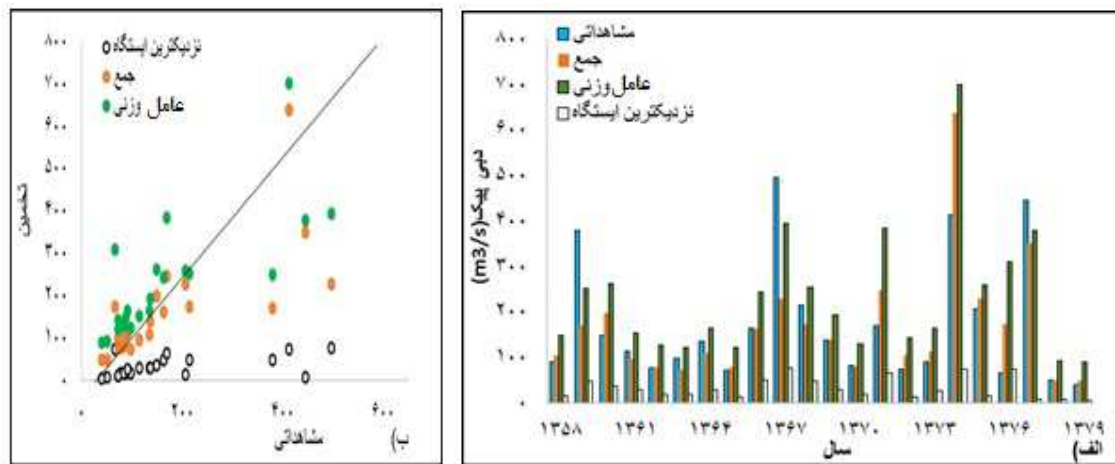 ۸۰۰
۷۰۰
۶۰۰
۵۰۰
۴۰۰
۳۰۰
۲۰۰
۱۰۰
۰
تخمین
نزدیکترین ایستگاه
جمع
عامل وزنی
۰ ۲۰۰ ۴۰۰ ۶۰۰
مشاهداتی
ب)
۸۰۰
۷۰۰
۶۰۰
۵۰۰
۴۰۰
۳۰۰
۲۰۰
۱۰۰
۰
دبی پیک(m3/s)
مشاهداتی
جمع
عامل وزنی
نزدیکترین ایستگاه
۱۳۵۸ ۱۳۶۱ ۱۳۶۴ ۱۳۶۷ ۱۳۷۰ ۱۳۷۳ ۱۳۷۶ ۱۳۷۹
سال
الف)